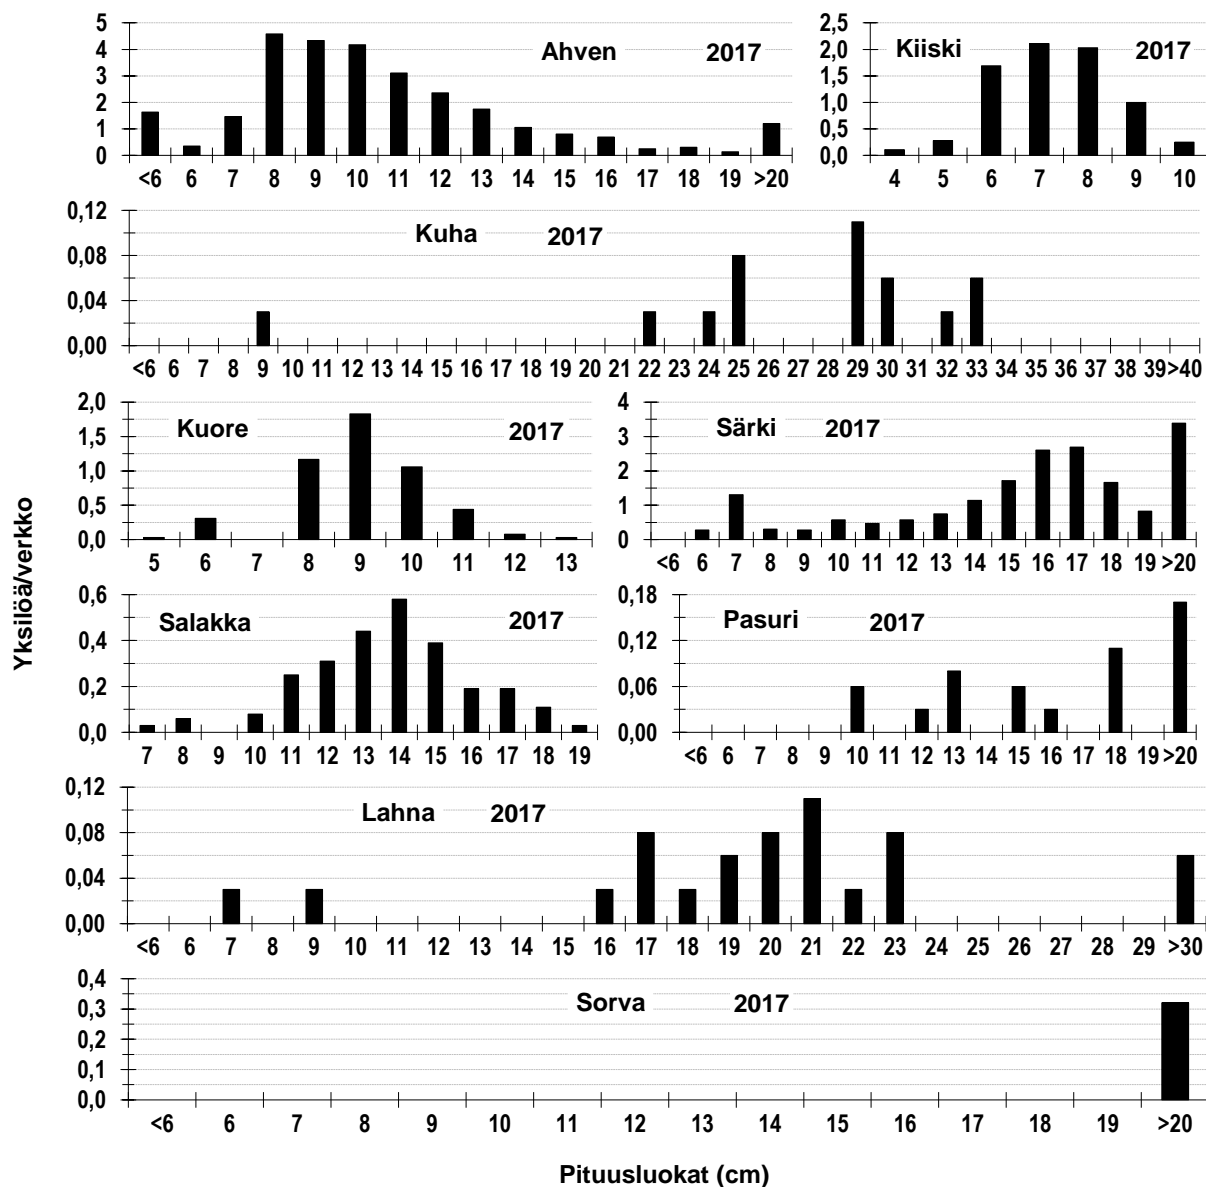 Yksilöä/verkko
Ahven 2017
5
4
3
2
1
0
<6 6 7 8 9 10 11 12 13 14 15 16 17 18 19 >20
Kiiski 2017
2,5
2,0
1,5
1,0
0,5
0,0
4 5 6 7 8 9 10
Kuha 2017
0,12
0,08
0,04
0,00
<6 6 7 8 9 10 11 12 13 14 15 16 17 18 19 20 21 22 23 24 25 26 27 28 29 30 31 32 33 34 35 36 37 38 39 >40
Kuore 2017
2,0
1,5
1,0
0,5
0,0
5 6 7 8 9 10 11 12 13
Särki 2017
4
3
2
1
0
<6 6 7 8 9 10 11 12 13 14 15 16 17 18 19 >20
Salakka 2017
0,6
0,4
0,2
0,0
7 8 9 10 11 12 13 14 15 16 17 18 19
Pasuri 2017
0,18
0,12
0,06
0,00
<6 6 7 8 9 10 11 12 13 14 15 16 17 18 19 >20
Lahna 2017
0,12
0,08
0,04
0,00
<6 6 7 8 9 10 11 12 13 14 15 16 17 18 19 20 21 22 23 24 25 26 27 28 29 >30
Sorva 2017
0,4
0,3
0,2
0,1
0,0
<6 6 7 8 9 10 11 12 13 14 15 16 17 18 19 >20
Pituusluokat (cm)